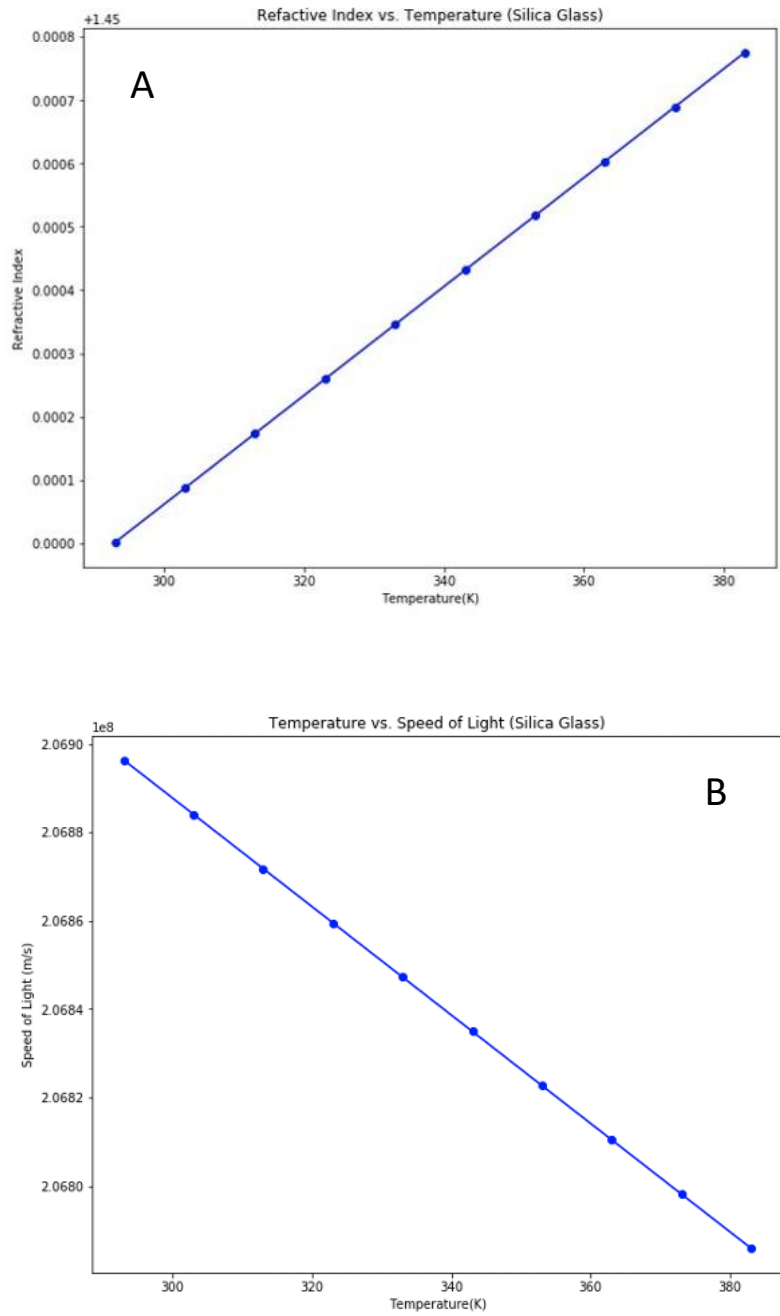 +1.45
Refactive Index vs. Temperature (Silica Glass)
A
0.0008
0.0007
0.0006
0.0005
0.0004
0.0003
0.0002
0.0001
0.0000
Refractive Index
300 320 340 360 380
Temperature(K)
1e8
Temperature vs. Speed of Light (Silica Glass)
B
2.0690
2.0688
2.0686
2.0684
2.0682
2.0680
Speed of Light (m/s)
300 320 340 360 380
Temperature(K)